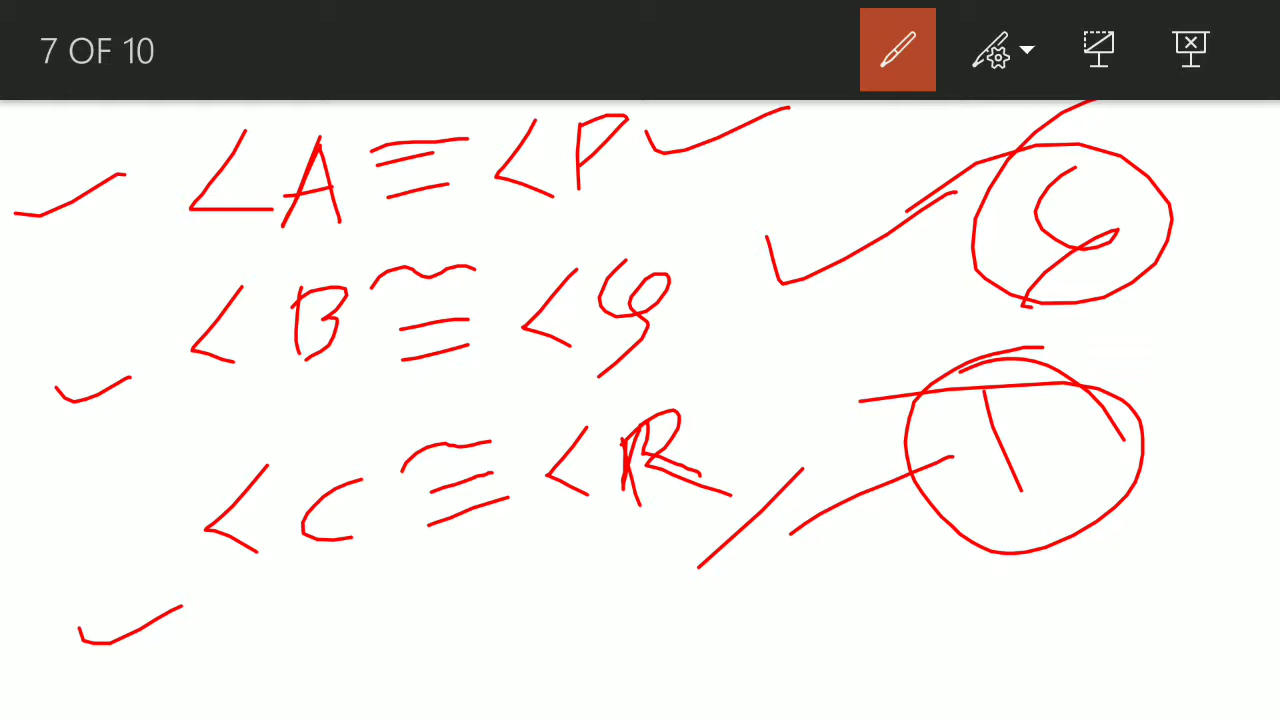 7 OF 10
<A ≡ <P
<B ≅ <Q
<C ≅ <R